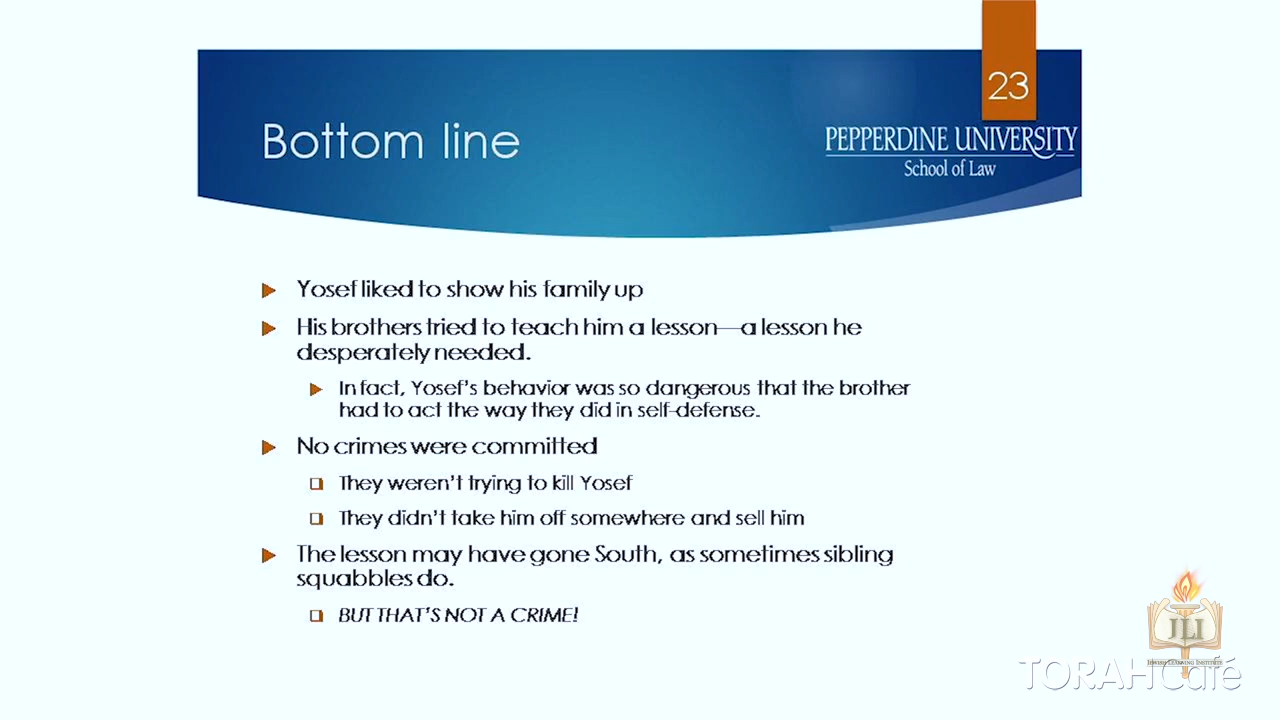 23
Bottom line
PEPPERDINE UNIVERSITY
School of Law
Yosef liked to show his family up
His brothers tried to teach him a lesson—a lesson he
desperately needed.
In fact, Yosef's behavior was so dangerous that the brother
had to act the way they did in self-defense.
No crimes were committed
They weren't trying to kill Yosef
They didn't take him off somewhere and sell him
The lesson may have gone South, as sometimes sibling
squabbles do.
BUT THAT'S NOT A CRIME!
JLI
JEWISH LEARNING INSTITUTE
TORAHCafé